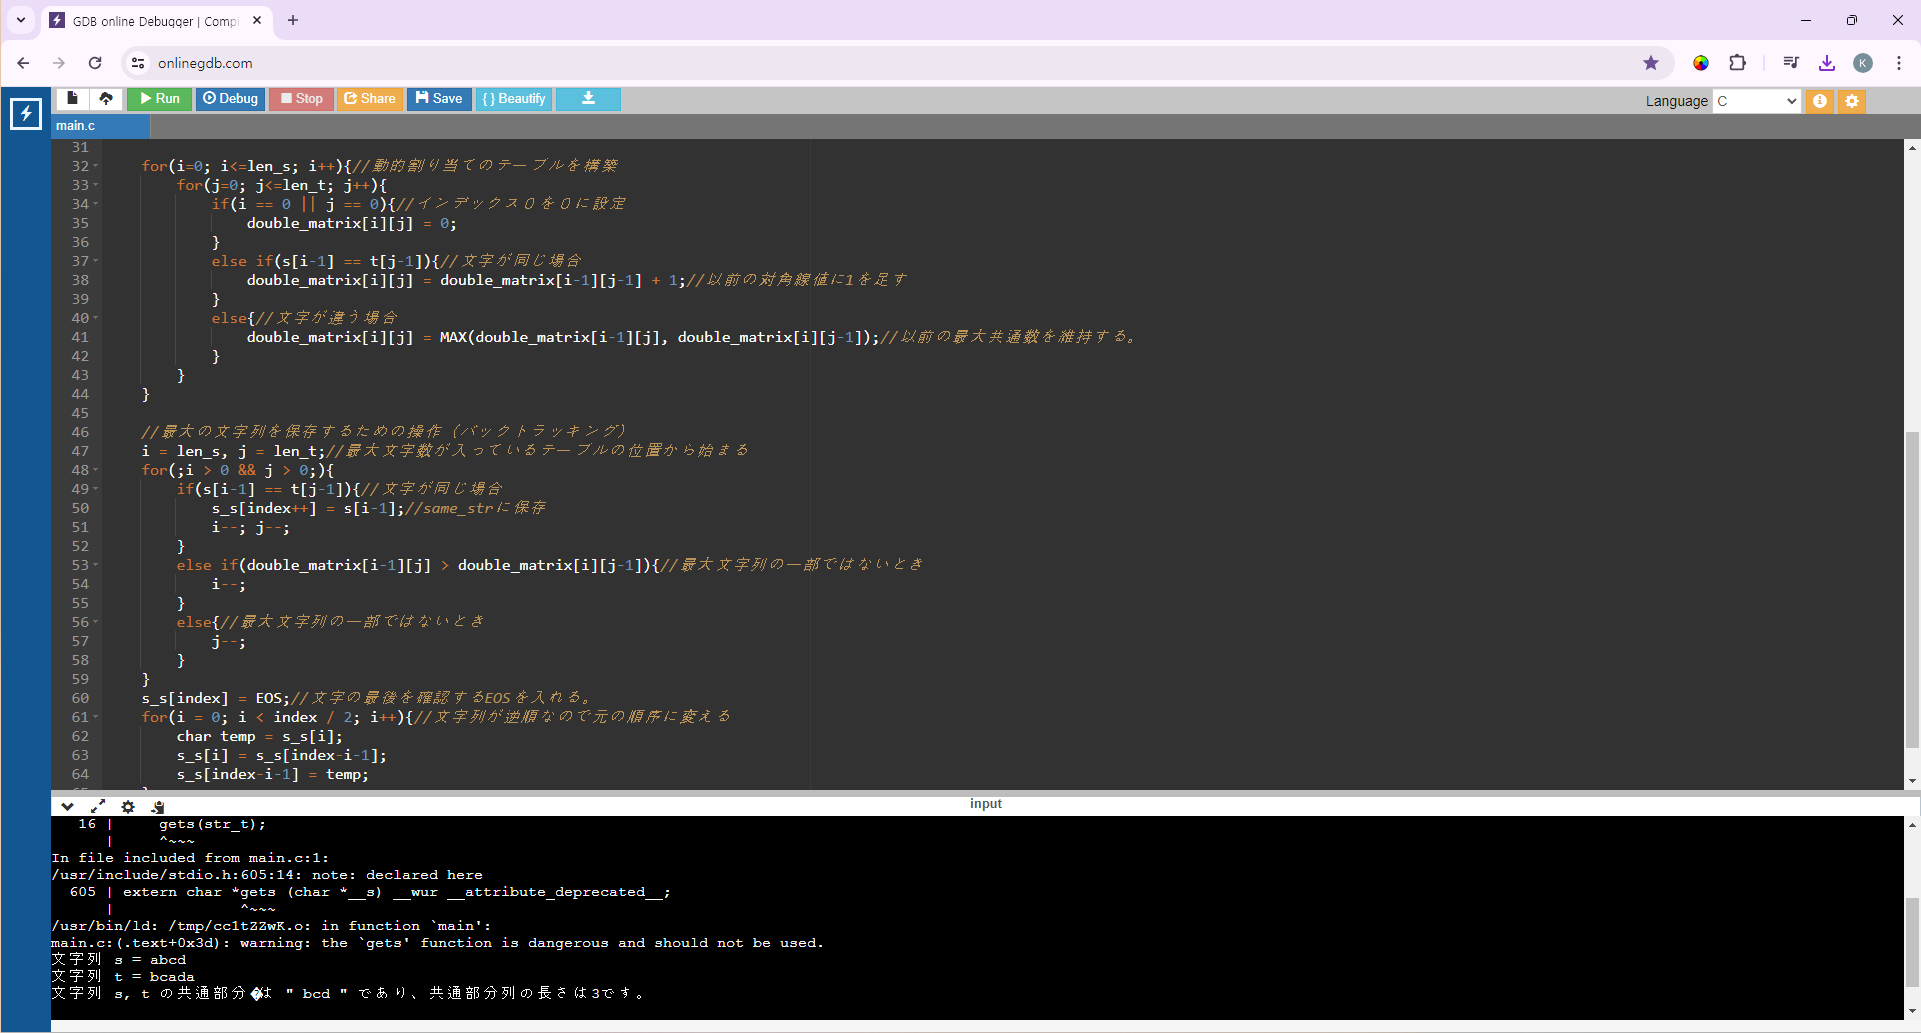 GDB online Debugger | Compi
onlinegdb.com
K
Run Debug Stop Share Save { } Beautify
Language C
main.c
31
32 for(i=0; i<=len_s; i++){//動的割り当てのテーブルを構築
33 for(j=0; j<=len_t; j++){
34 if(i == 0 || j == 0){//インデックス０を０に設定
35 double_matrix[i][j] = 0;
36 }
37 else if(s[i-1] == t[j-1]){//文字が同じ場合
38 double_matrix[i][j] = double_matrix[i-1][j-1] + 1;//以前の対角線値に1を足す
39 }
40 else{//文字が違う場合
41 double_matrix[i][j] = MAX(double_matrix[i-1][j], double_matrix[i][j-1]);//以前の最大共通数を維持する。
42 }
43 }
44 }
45
46 //最大の文字列を保存するための操作（バックトラッキング）
47 i = len_s, j = len_t;//最大文字数が入っているテーブルの位置から始まる
48 for(;i > 0 && j > 0;){
49 if(s[i-1] == t[j-1]){//文字が同じ場合
50 s_s[index++] = s[i-1];//same_strに保存
51 i--; j--;
52 }
53 else if(double_matrix[i-1][j] > double_matrix[i][j-1]){//最大文字列の一部ではないとき
54 i--;
55 }
56 else{//最大文字列の一部ではないとき
57 j--;
58 }
59 }
60 s_s[index] = EOS;//文字の最後を確認するEOSを入れる。
61 for(i = 0; i < index / 2; i++){//文字列が逆順なので元の順序に変える
62 char temp = s_s[i];
63 s_s[i] = s_s[index-i-1];
64 s_s[index-i-1] = temp;
input
16 | gets(str_t);
| ^~~~
In file included from main.c:1:
/usr/include/stdio.h:605:14: note: declared here
605 | extern char *gets (char *__s) __wur __attribute_deprecated__;
| ^~~~
/usr/bin/ld: /tmp/cc1tZZwK.o: in function `main':
main.c:(.text+0x3d): warning: the `gets' function is dangerous and should not be used.
文字列 s = abcd
文字列 t = bcada
文字列 s, t の共通部分�は " bcd " であり、共通部分列の長さは3です。